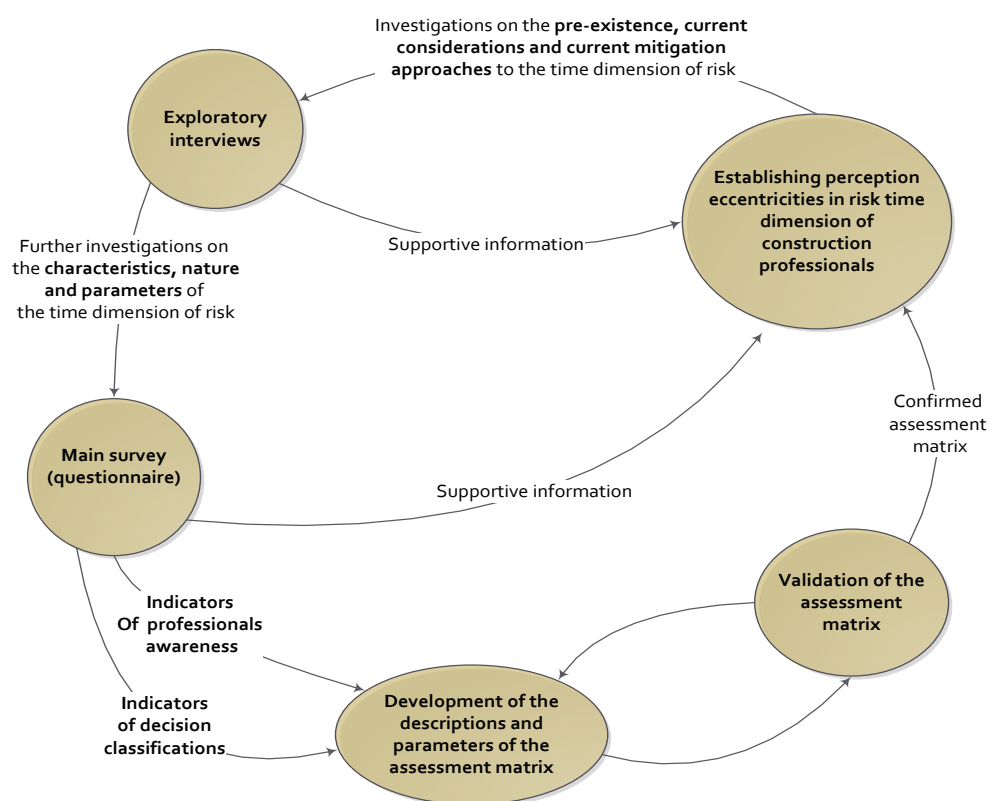 Investigations on the pre-existence, current
considerations and current mitigation
approaches to the time dimension of risk
Exploratory
interviews
Establishing perception
eccentricities in risk time
dimension of
construction
professionals
Supportive information
Further investigations on
the characteristics, nature
and parameters of
the time dimension of risk
Confirmed
assessment
matrix
Main survey
(questionnaire)
Supportive information
Validation of the
assessment
matrix
Indicators
Of professionals
awareness
Indicators
of decision
classifications
Development of the
descriptions and
parameters of the
assessment matrix